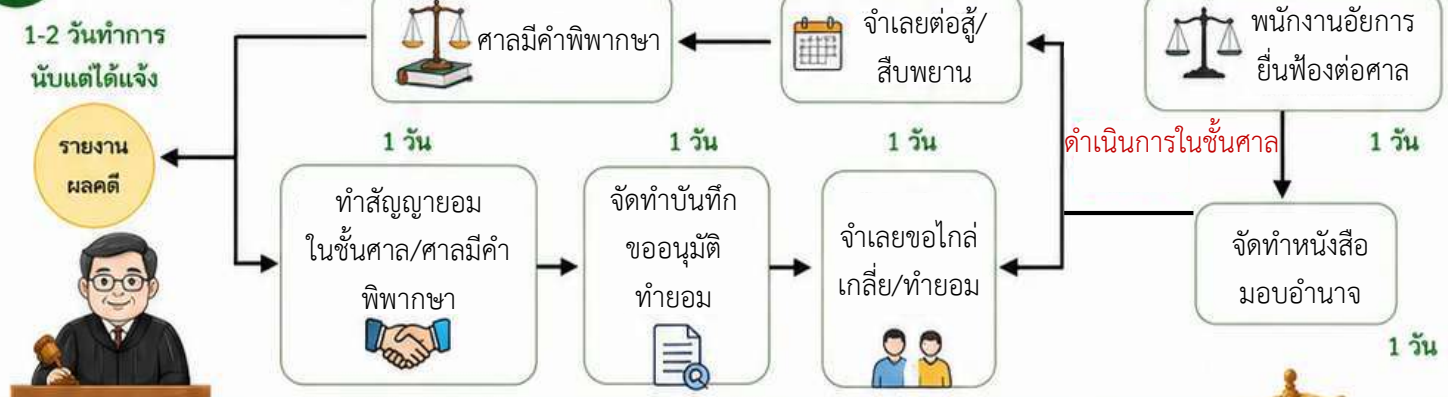 1-2 วันทำการ
นับแต่ได้แจ้ง
รายงาน
ผลคดี
ศาลมีคำพิพากษา
จำเลยต่อสู้/
สืบพยาน
พนักงานอัยการ
ยื่นฟ้องต่อศาล
1 วัน
1 วัน
1 วัน
ดำเนินการในชั้นศาล
1 วัน
ทำสัญญายอม
ในชั้นศาล/ศาลมีคำ
พิพากษา
จัดทำบันทึก
ขออนุมัติ
ทำยอม
จำเลยขอไกล่
เกลี่ย/ทำยอม
จัดทำหนังสือ
มอบอำนาจ
1 วัน